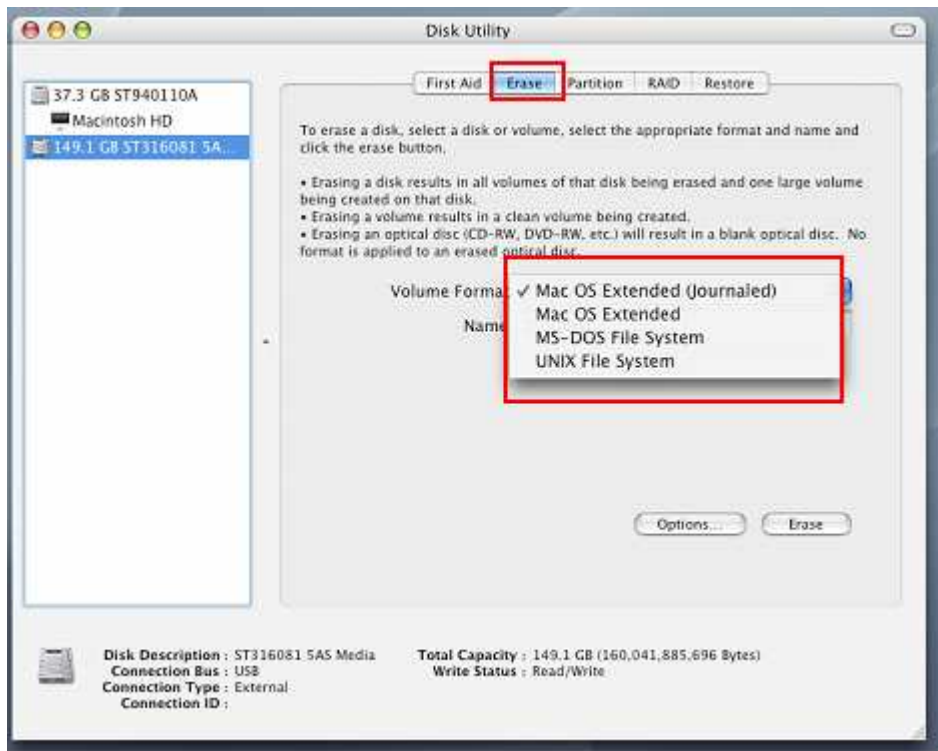 Disk Utility
37.3 GB ST940110A
Macintosh HD
149.1 GB ST316081 5A...
First Aid Erase Partition RAID Restore
To erase a disk, select a disk or volume, select the appropriate format and name and
click the erase button.
• Erasing a disk results in all volumes of that disk being erased and one large volume
being created on that disk.
• Erasing a volume results in a clean volume being created.
• Erasing an optical disc (CD-RW, DVD-RW, etc.) will result in a blank optical disc. No
format is applied to an erased optical disc.
Volume Format ✓ Mac OS Extended (Journaled)
Mac OS Extended
Name
MS-DOS File System
UNIX File System
Options... Erase
Disk Description : ST316081 5AS Media Total Capacity : 149.1 GB (160,041,885,696 Bytes)
Connection Bus : USB Write Status : Read/Write
Connection Type : External
Connection ID :